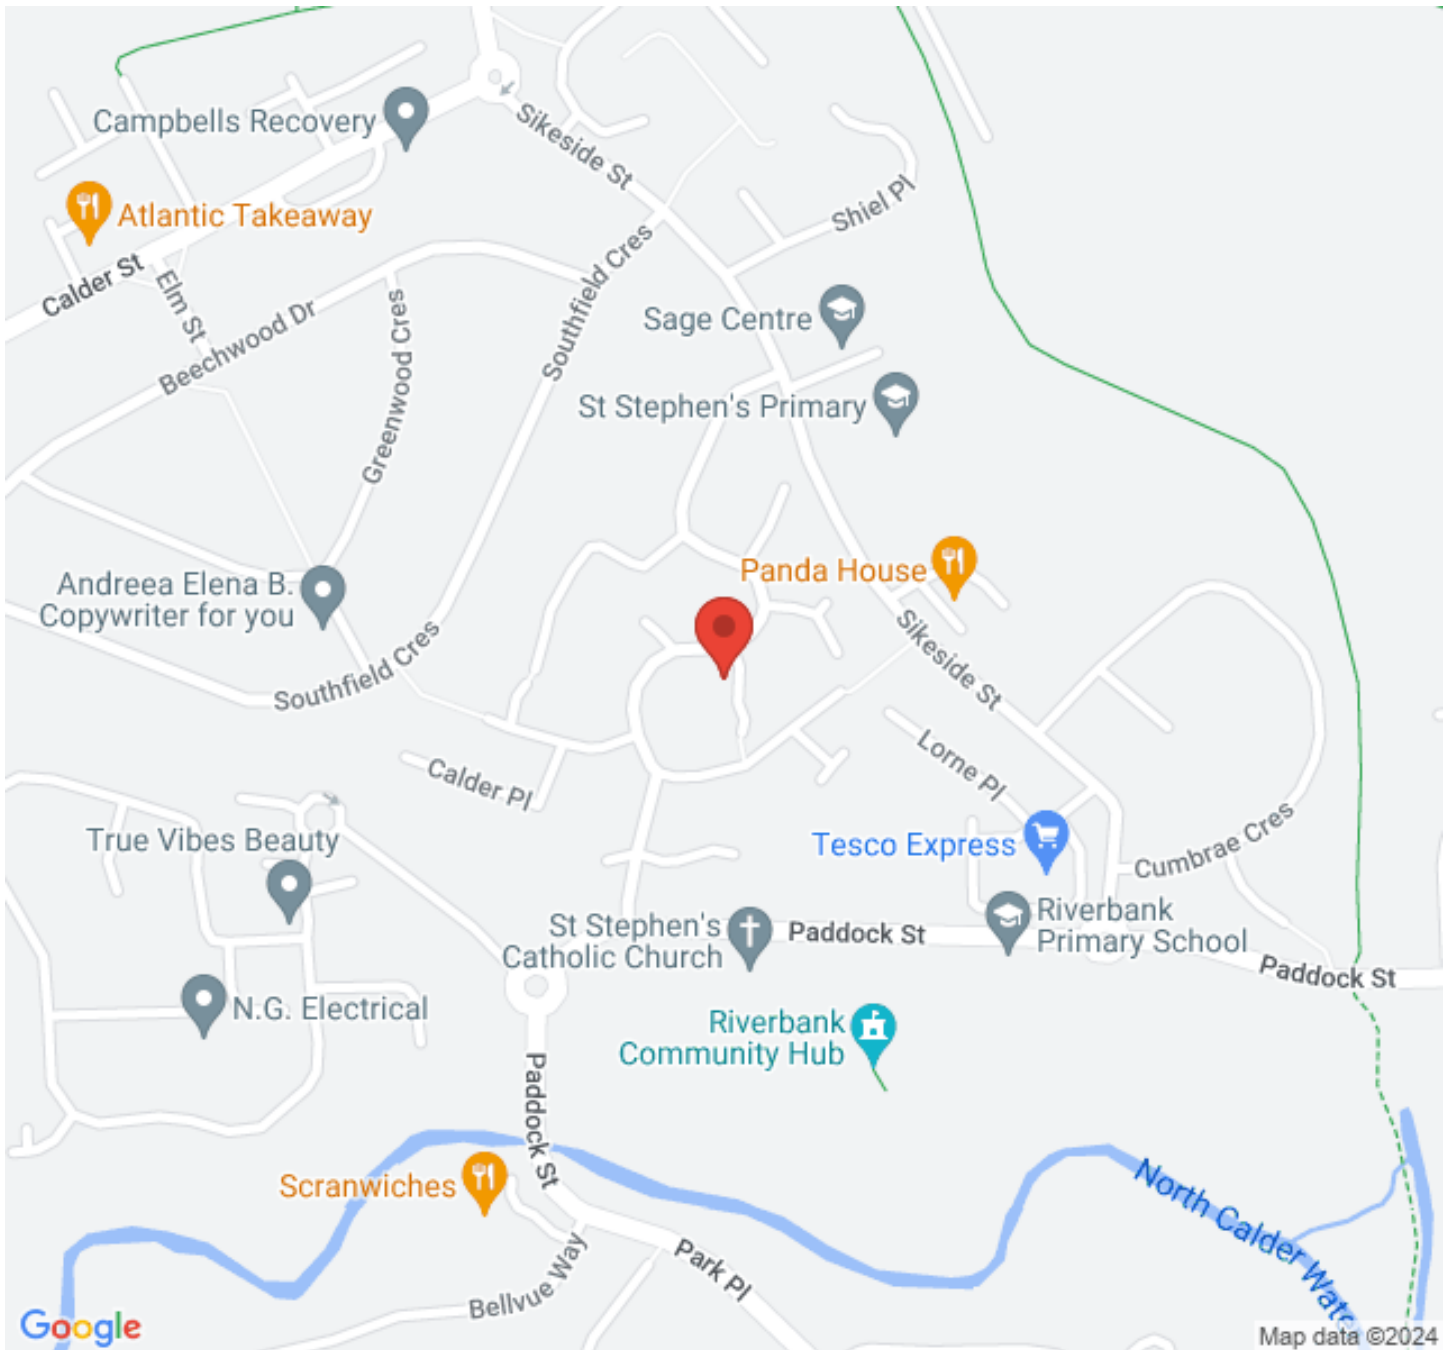 Campbells Recovery
Sikeside St
Atlantic Takeaway
Shiel Pl
Calder St
Elm St
Southfield Cres
Beechwood Dr
Greenwood Cres
Sage Centre
St Stephen's Primary
Panda House
Andreea Elena B.
Copywriter for you
Southfield Cres
Sikeside St
Calder Pl
Lorne Pl
True Vibes Beauty
Tesco Express
Cumbrae Cres
St Stephen's
Catholic Church
Paddock St
Riverbank
Primary School
Paddock St
N.G. Electrical
Riverbank
Community Hub
Paddock St
Scranwiches
North Calder Water
Bellvue Way
Park Pl
Google
Map data ©2024